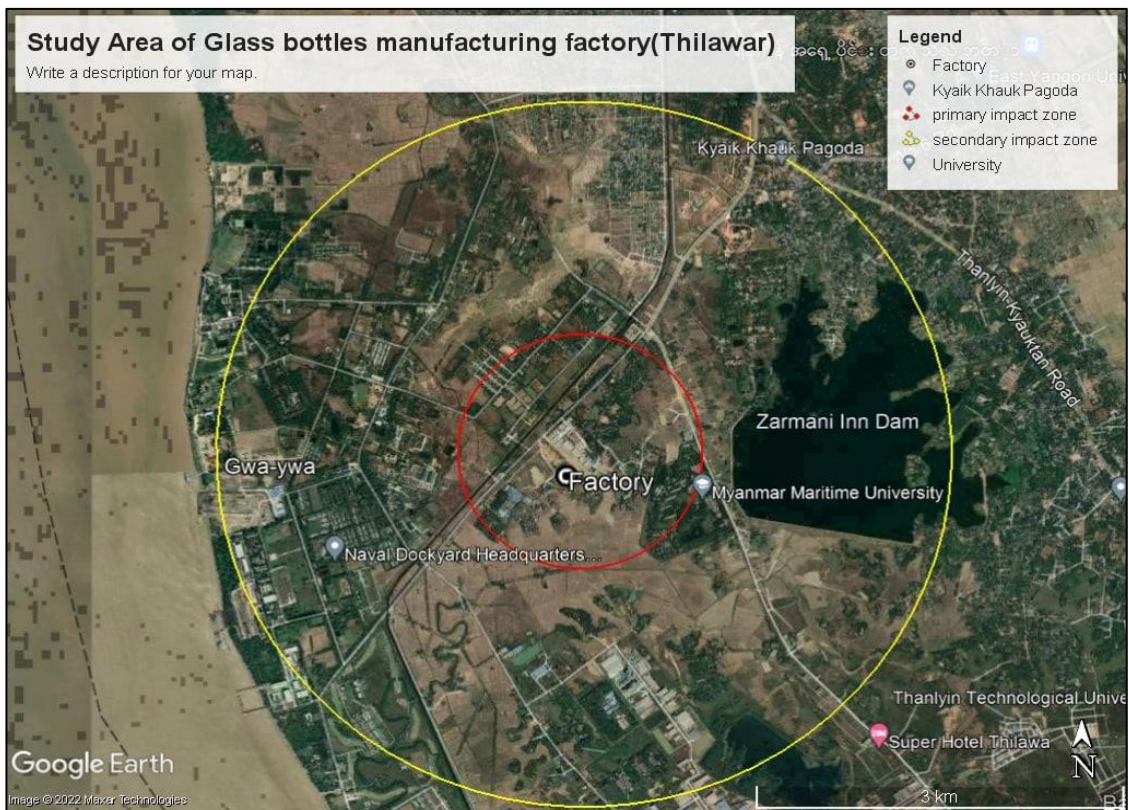 Study Area of Glass bottles manufacturing factory(Thilawar)
Write a description for your map.
Legend
Factory
Kyaik Khauk Pagoda
primary impact zone
secondary impact zone
University
Kyaik Khauk Pagoda
Thanlyin-Kyauktan Road
Zarmani Inn Dam
Gwa-ywa
Factory
Myanmar Maritime University
Naval Dockyard Headquarters...
Thanlyin Technological Unive
Super Hotel Thilawa
N
Google Earth
3 km
Image © 2022 Maxar Technologies